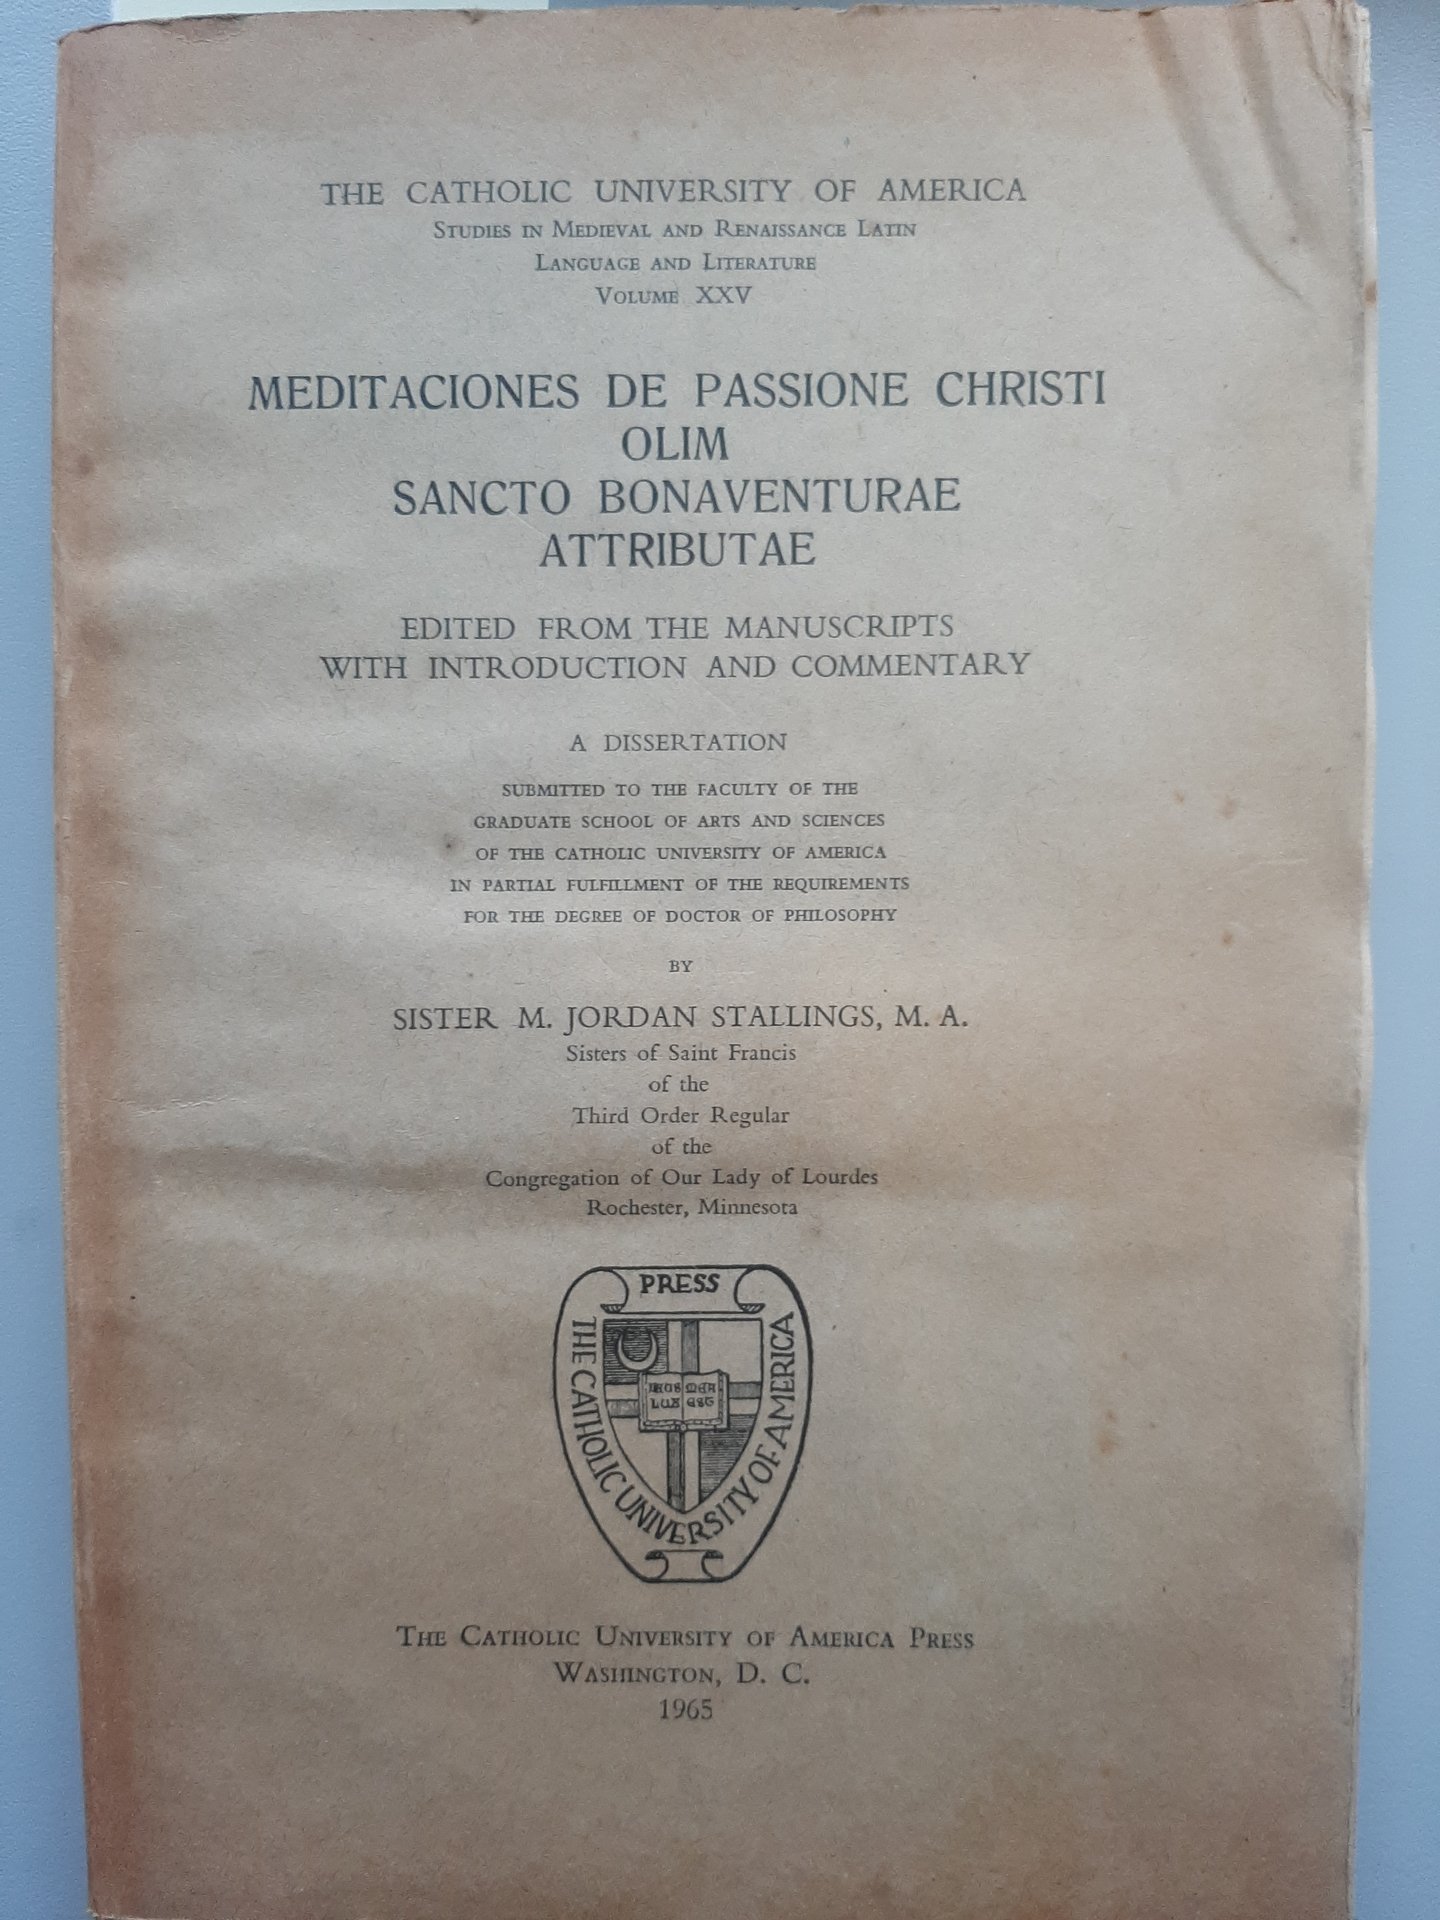 THE CATHOLIC UNIVERSITY OF AMERICA
STUDIES IN MEDIEVAL AND RENAISSANCE LATIN
LANGUAGE AND LITERATURE
VOLUME XXV
MEDITACIONES DE PASSIONE CHRISTI
OLIM
SANCTO BONAVENTURAE
ATTRIBUTAE
EDITED FROM THE MANUSCRIPTS
WITH INTRODUCTION AND COMMENTARY
A DISSERTATION
SUBMITTED TO THE FACULTY OF THE
GRADUATE SCHOOL OF ARTS AND SCIENCES
OF THE CATHOLIC UNIVERSITY OF AMERICA
IN PARTIAL FULFILLMENT OF THE REQUIREMENTS
FOR THE DEGREE OF DOCTOR OF PHILOSOPHY
BY
SISTER M. JORDAN STALLINGS, M. A.
Sisters of Saint Francis
of the
Third Order Regular
of the
Congregation of Our Lady of Lourdes
Rochester, Minnesota
PRESS
THE CATHOLIC UNIVERSITY OF AMERICA
LUX EST
THE CATHOLIC UNIVERSITY OF AMERICA PRESS
WASHINGTON, D. C.
1965